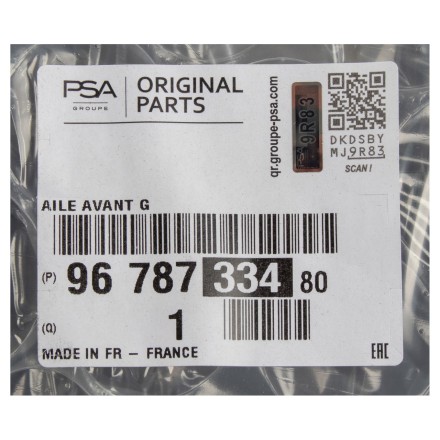 PSA
GROUPE
ORIGINAL
PARTS
qr.groupe-psa.com
9R83
DKDSBY
MJ9R83
SCAN!
AILE AVANT G
(P) 96 787 334 80
(Q) 1
MADE IN FR - FRANCE
EAC